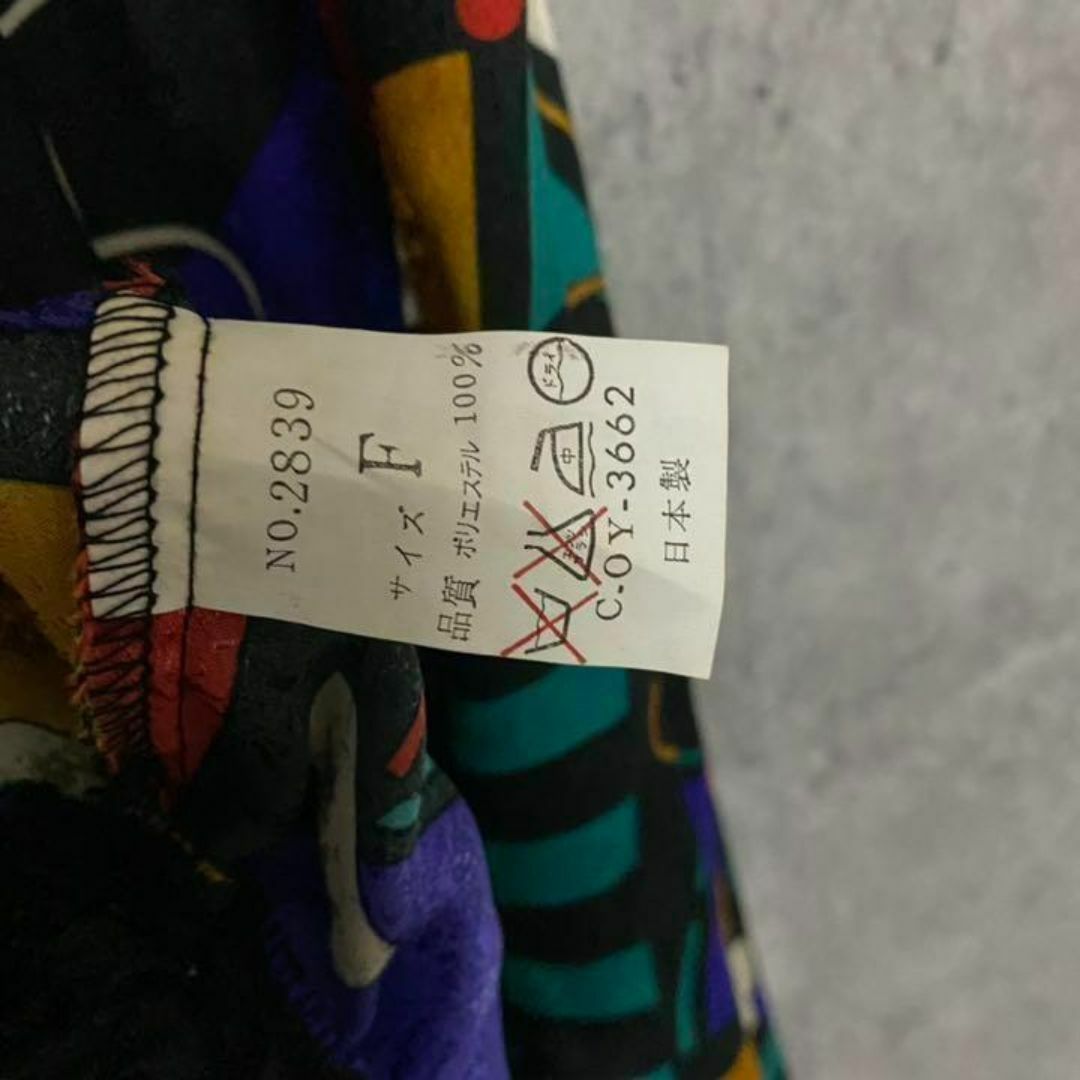 NO.2839
サイズ F
品質 ポリエステル 100%
中 ドライ
C.OY-3662
日本製